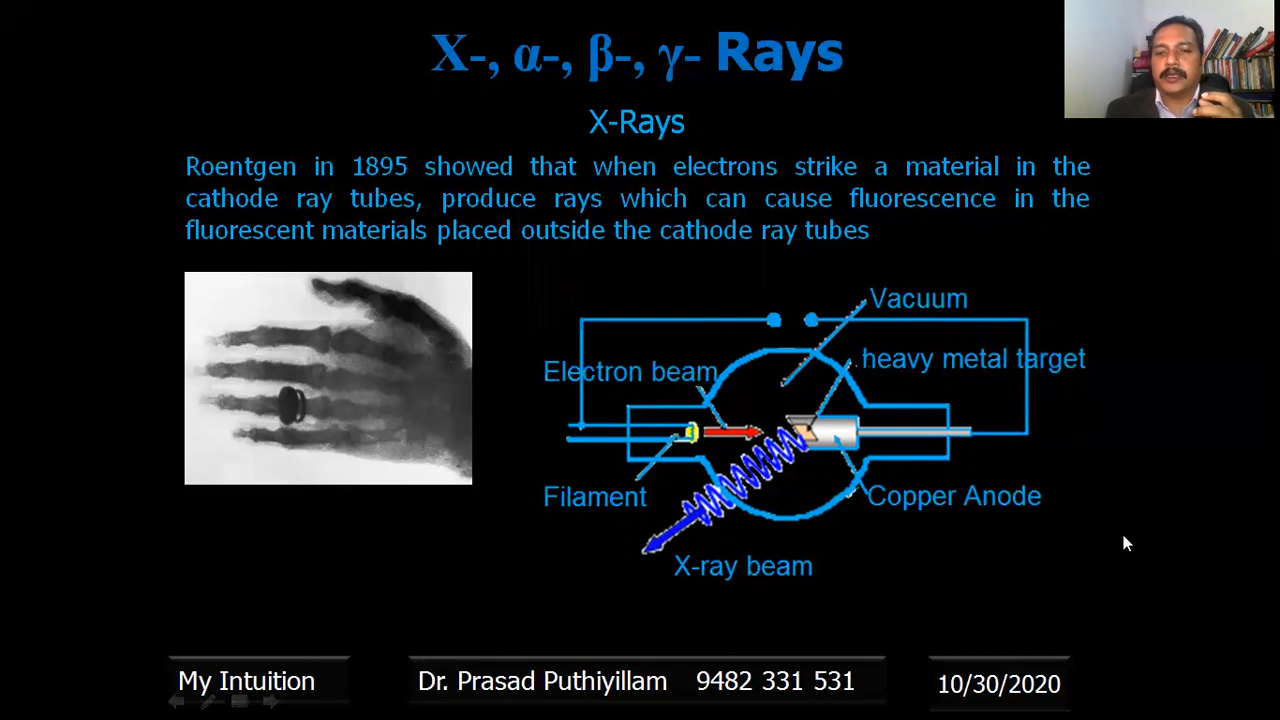 X-, α-, β-, γ- Rays
X-Rays
Roentgen in 1895 showed that when electrons strike a material in the
cathode ray tubes, produce rays which can cause fluorescence in the
fluorescent materials placed outside the cathode ray tubes
Vacuum
heavy metal target
Electron beam
Filament
Copper Anode
X-ray beam
My Intuition
Dr. Prasad Puthiyillam 9482 331 531
10/30/2020